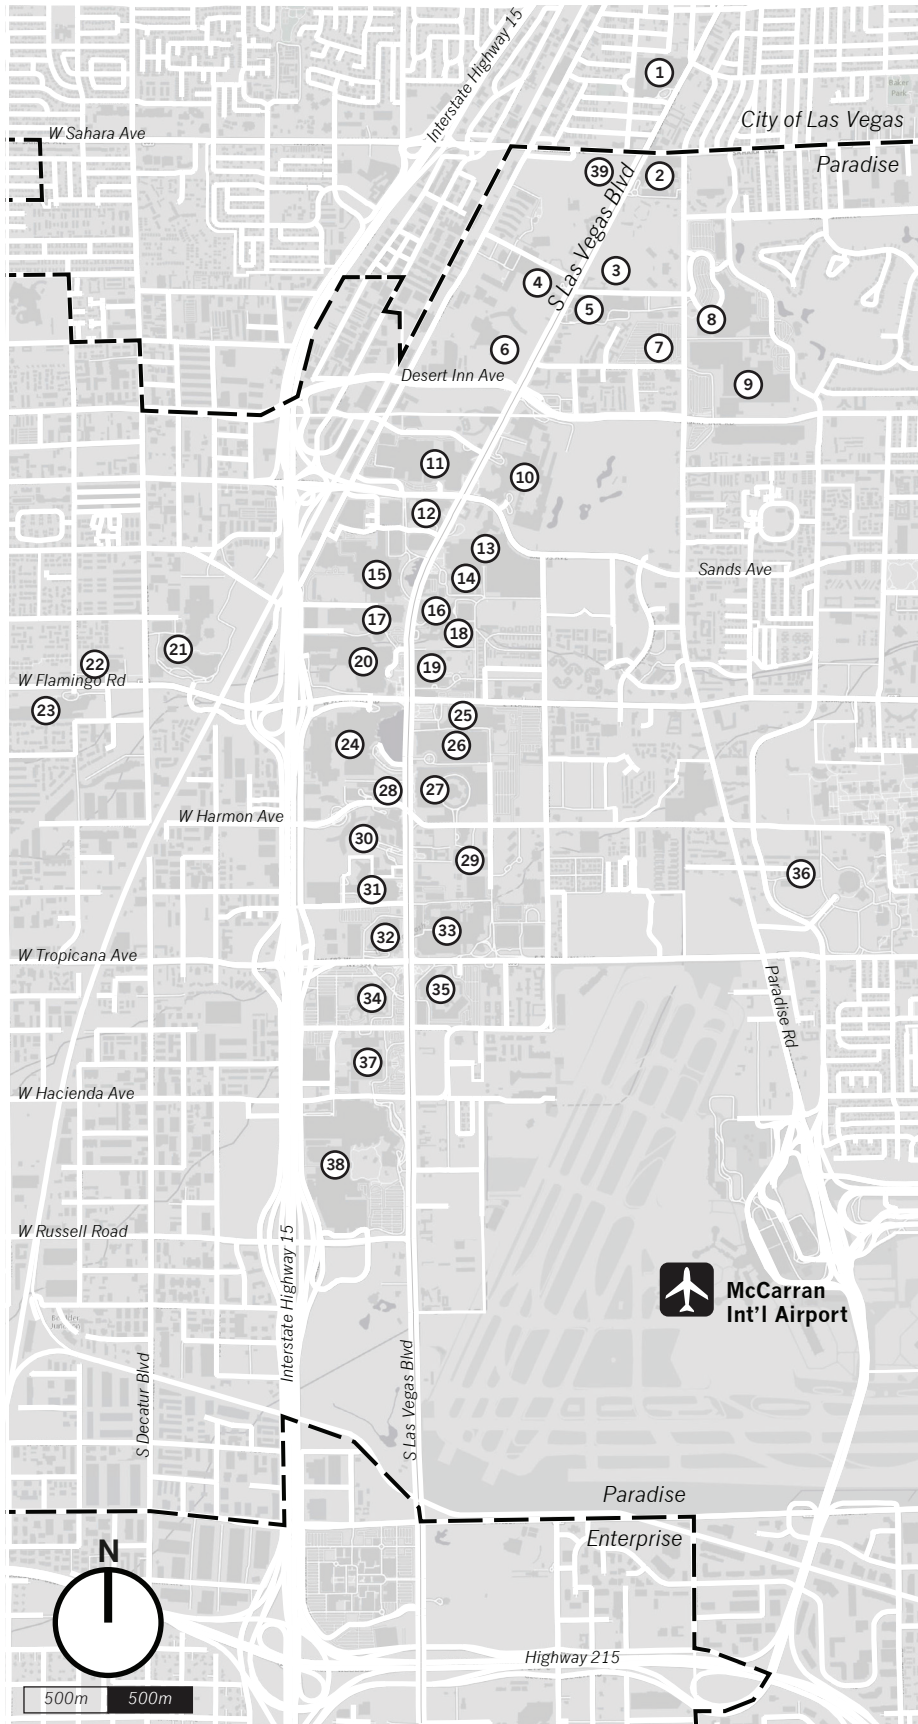 Interstate Highway 15
1
Baker
Park
City of Las Vegas
W Sahara Ave
Paradise
39
2
S Las Vegas Blvd
3
4
5
8
7
6
Desert Inn Ave
9
11
10
12
13
Sands Ave
15
14
16
17
18
21
20
22
19
W Flamingo Rd
23
25
24
26
28
27
W Harmon Ave
30
29
36
31
33
32
W Tropicana Ave
35
34
Paradise Rd
37
W Hacienda Ave
38
W Russell Road
Interstate Highway 15
McCarran
Int'l Airport
S Decatur Blvd
S Las Vegas Blvd
Paradise
Enterprise
N
Highway 215
500m
500m